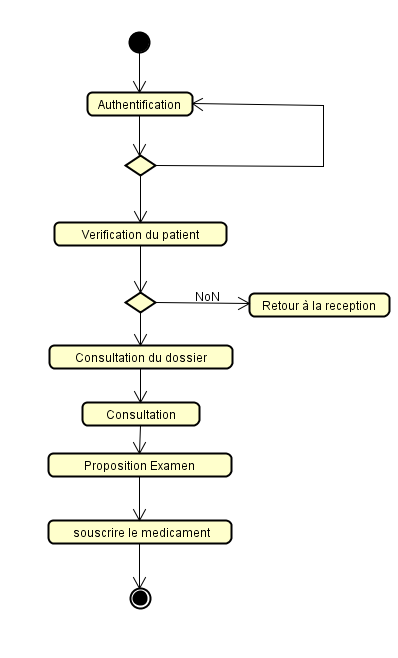 Authentification
Verification du patient
NoN
Retour à la reception
Consultation du dossier
Consultation
Proposition Examen
souscrire le medicament